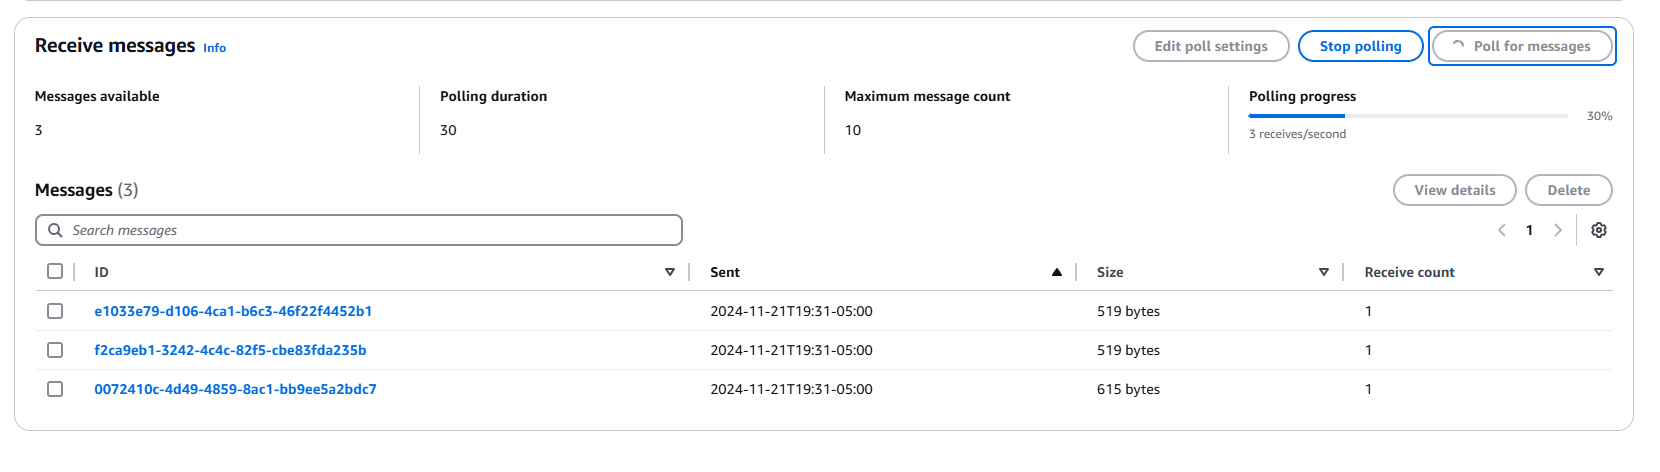 Receive messages Info Edit poll settings Stop polling Poll for messages
Messages available Polling duration Maximum message count Polling progress
3 30 10 30%
3 receives/second
Messages (3) View details Delete
Search messages 1
ID Sent Size Receive count
e1033e79-d106-4ca1-b6c3-46f22f4452b1 2024-11-21T19:31-05:00 519 bytes 1
f2ca9eb1-3242-4c4c-82f5-cbe83fda235b 2024-11-21T19:31-05:00 519 bytes 1
0072410c-4d49-4859-8ac1-bb9ee5a2bdc7 2024-11-21T19:31-05:00 615 bytes 1